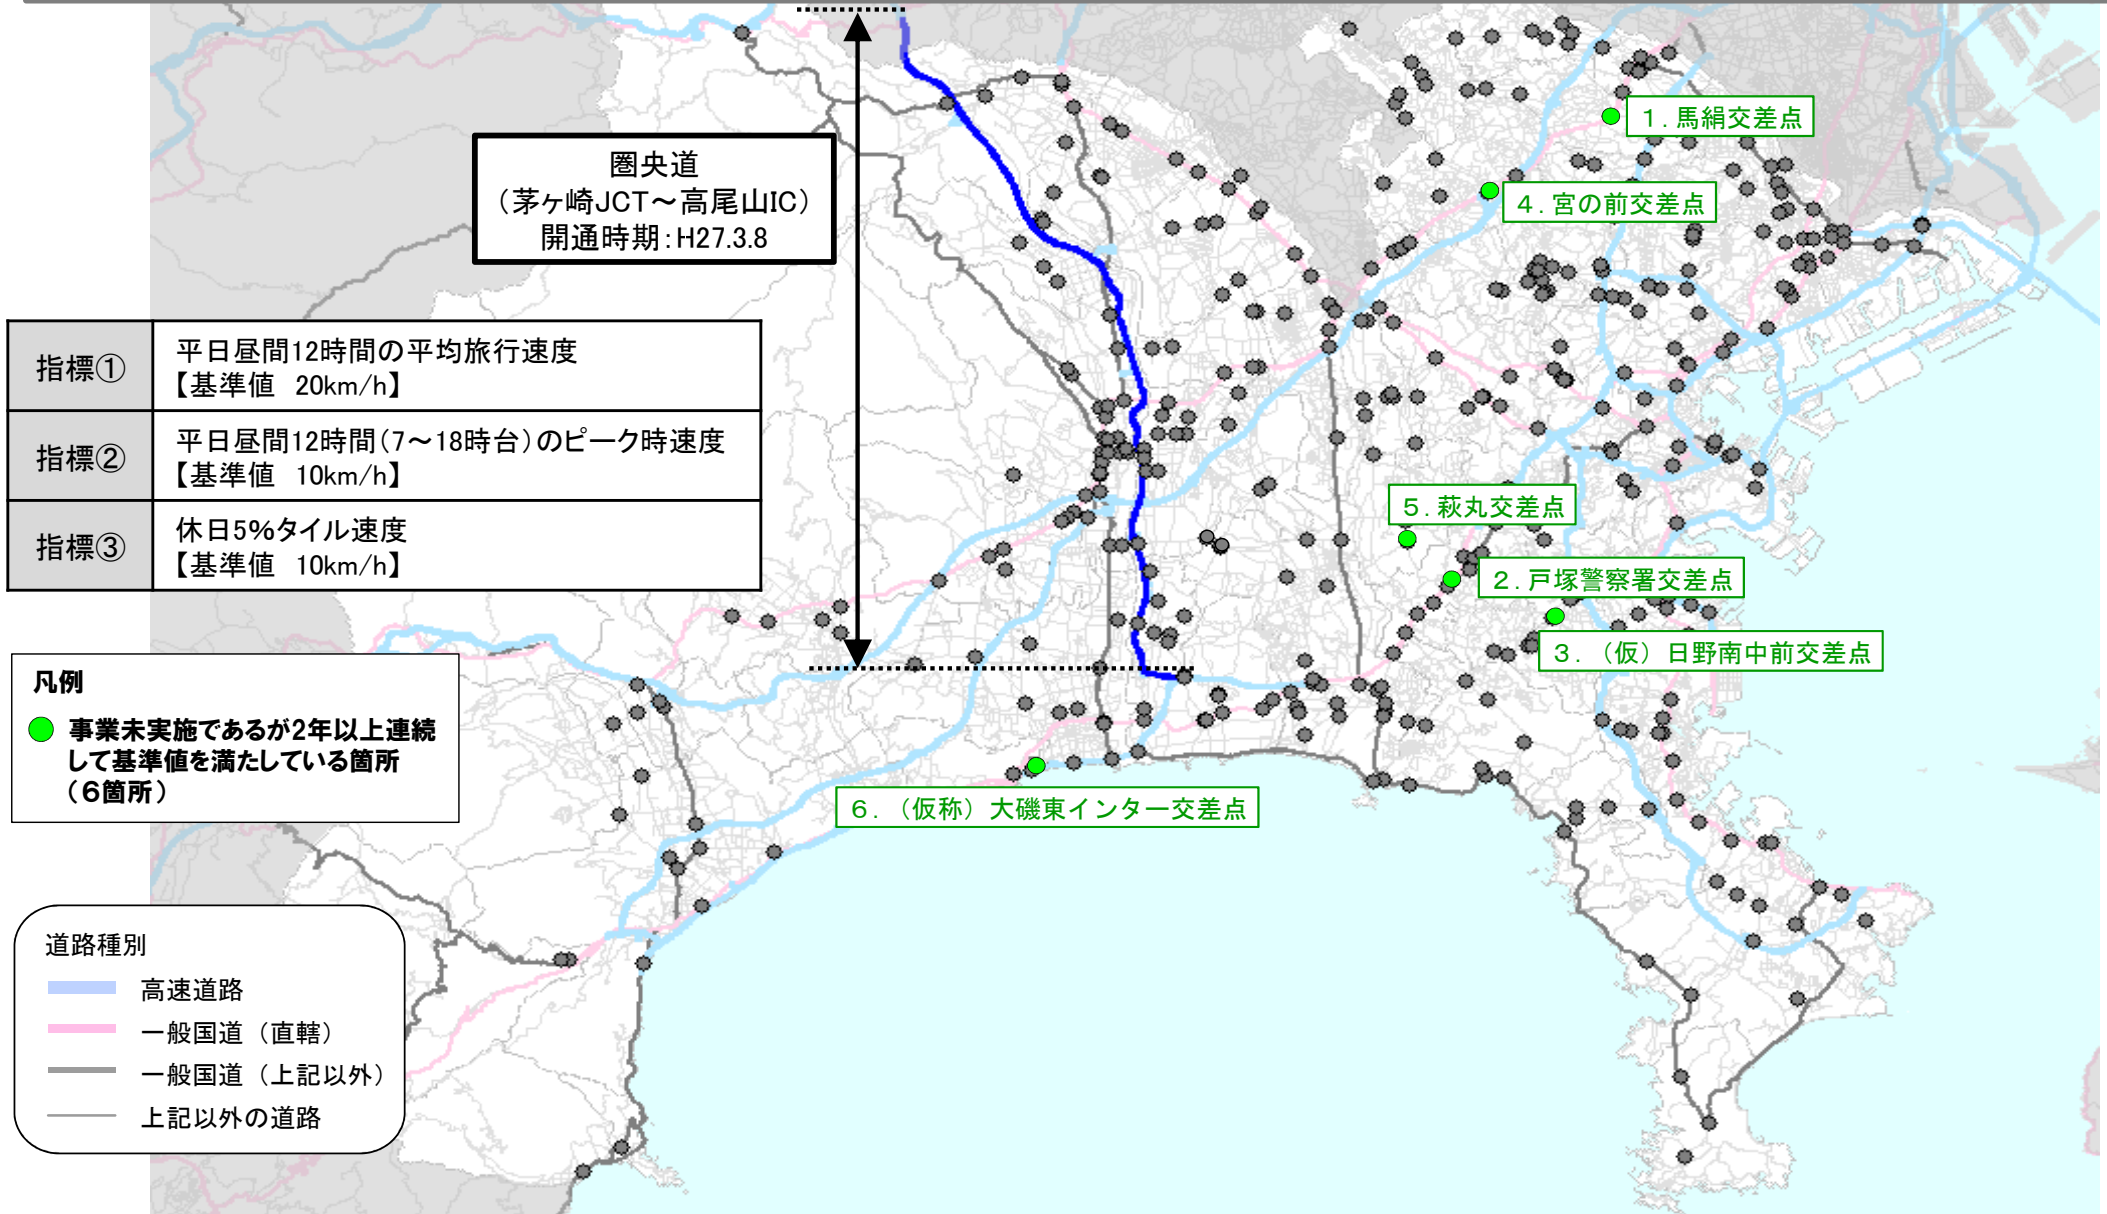 圏央道
（茅ヶ崎JCT～高尾山IC）
開通時期：H27.3.8
1．馬絹交差点
4．宮の前交差点
指標①
平日昼間12時間の平均旅行速度
【基準値 20km/h】
指標②
平日昼間12時間（7～18時台）のピーク時速度
【基準値 10km/h】
指標③
休日5%タイル速度
【基準値 10km/h】
5．萩丸交差点
2．戸塚警察署交差点
3．（仮）日野南中前交差点
6．（仮称）大磯東インター交差点
凡例
事業未実施であるが2年以上連続
して基準値を満たしている箇所
（6箇所）
道路種別
高速道路
一般国道（直轄）
一般国道（上記以外）
上記以外の道路